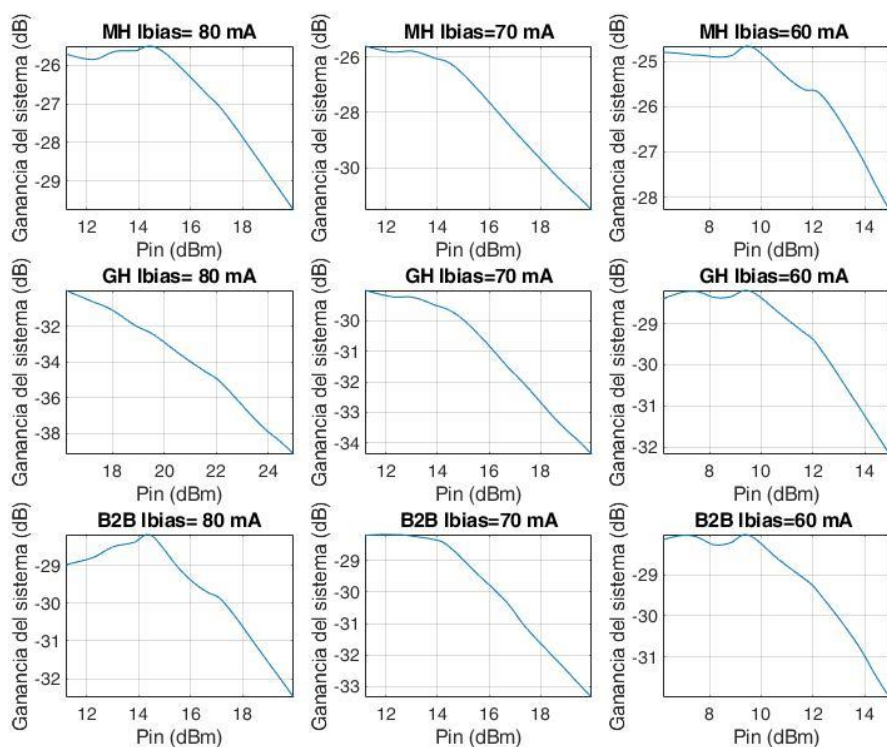 MH Ibias= 80 mA
Ganancia del sistema (dB)
-26
-27
-28
-29
12 14 16 18
Pin (dBm)
MH Ibias=70 mA
Ganancia del sistema (dB)
-26
-28
-30
12 14 16 18
Pin (dBm)
MH Ibias=60 mA
Ganancia del sistema (dB)
-25
-26
-27
-28
8 10 12 14
Pin (dBm)
GH Ibias= 80 mA
Ganancia del sistema (dB)
-32
-34
-36
-38
18 20 22 24
Pin (dBm)
GH Ibias=70 mA
Ganancia del sistema (dB)
-30
-31
-32
-33
-34
12 14 16 18
Pin (dBm)
GH Ibias=60 mA
Ganancia del sistema (dB)
-29
-30
-31
-32
8 10 12 14
Pin (dBm)
B2B Ibias= 80 mA
Ganancia del sistema (dB)
-29
-30
-31
-32
12 14 16 18
Pin (dBm)
B2B Ibias=70 mA
Ganancia del sistema (dB)
-29
-30
-31
-32
-33
12 14 16 18
Pin (dBm)
B2B Ibias=60 mA
Ganancia del sistema (dB)
-29
-30
-31
8 10 12 14
Pin (dBm)